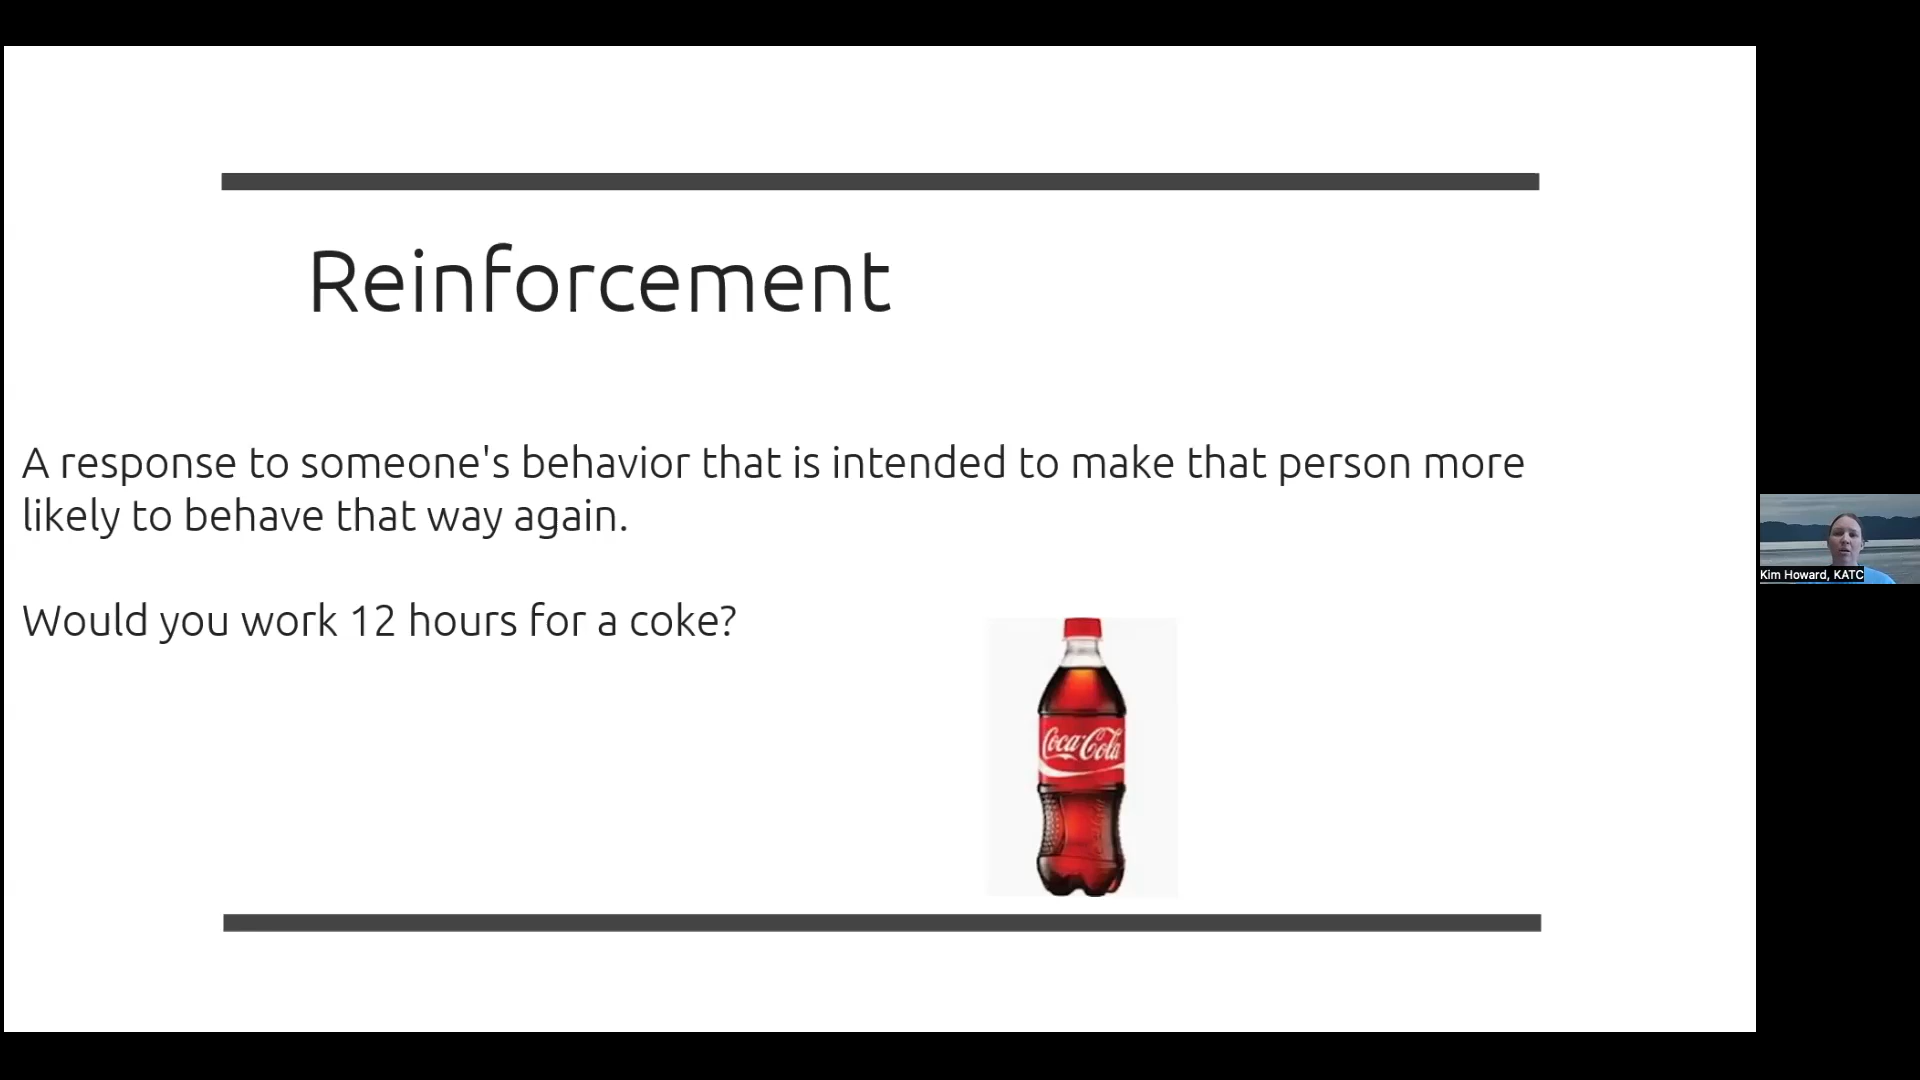 Reinforcement
A response to someone's behavior that is intended to make that person more
likely to behave that way again.
Would you work 12 hours for a coke?
Coca-Cola
Kim Howard, KATC